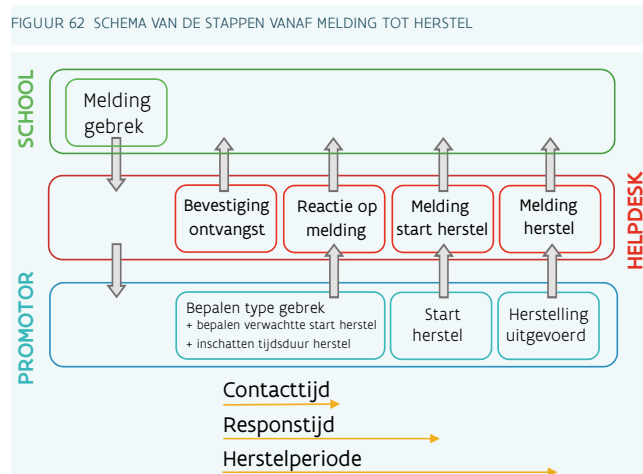 FIGUUR 62 SCHEMA VAN DE STAPPEN VANAF MELDING TOT HERSTEL
SCHOOL
Melding
gebrek
HELPDESK
Bevestiging
ontvangst
Reactie op
melding
Melding
start herstel
Melding
herstel
PROMOTOR
Bepalen type gebrek
+ bepalen verwachtte start herstel
+ inschatten tijdsduur herstel
Start
herstel
Herstelling
uitgevoerd
Contacttijd
Responstijd
Herstelperiode